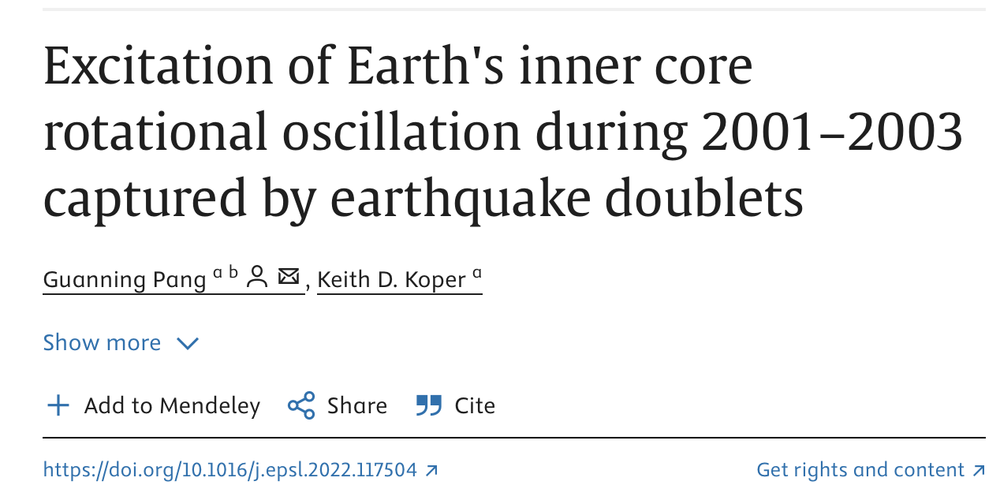 Excitation of Earth's inner core
rotational oscillation during 2001–2003
captured by earthquake doublets
Guanning Pang a b, Keith D. Koper a
Show more
Add to Mendeley Share Cite
https://doi.org/10.1016/j.epsl.2022.117504 Get rights and content